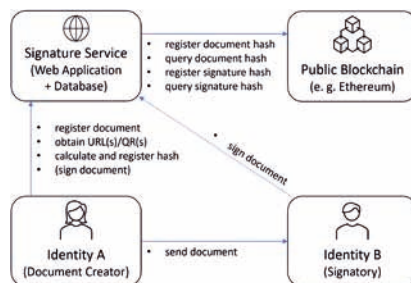 Signature Service
(Web Application
+ Database)
• register document hash
• query document hash
• register signature hash
• query signature hash
Public Blockchain
(e. g. Ethereum)
• register document
• obtain URL(s)/QR(s)
• calculate and register hash
• (sign document)
• sign document
Identity A
(Document Creator)
• send document
Identity B
(Signatory)